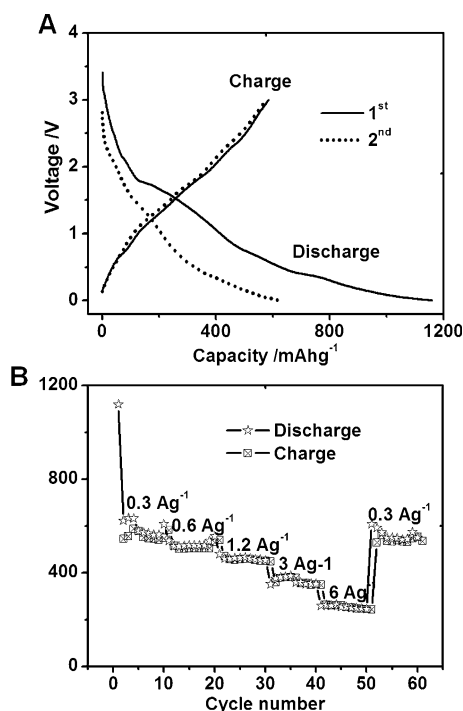 A
4
3
2
1
0
Voltage /V
Charge
1st
2nd
Discharge
0 400 800 1200
Capacity /mAhg-1
B
1200
800
400
0
Discharge
Charge
0.3 Ag-1
0.6 Ag-1
1.2 Ag-1
3 Ag-1
6 Ag-1
0.3 Ag-1
0 10 20 30 40 50 60
Cycle number